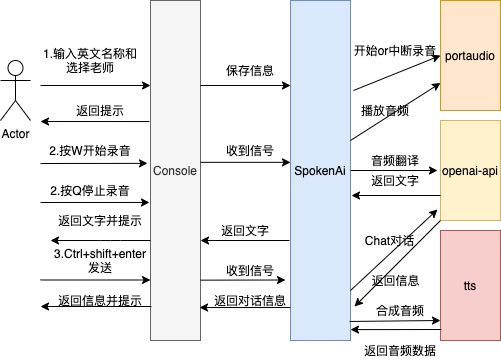 1.输入英文名称和
选择老师
保存信息
开始or中断录音
portaudio
返回提示
播放音频
Actor
2.按W开始录音
Console
收到信号
SpokenAi
音频翻译
openai-api
返回文字
2.按Q停止录音
返回文字并提示
返回文字
Chat对话
3.Ctrl+shift+enter
发送
收到信号
返回信息
tts
返回信息并提示
返回对话信息
合成音频
返回音频数据